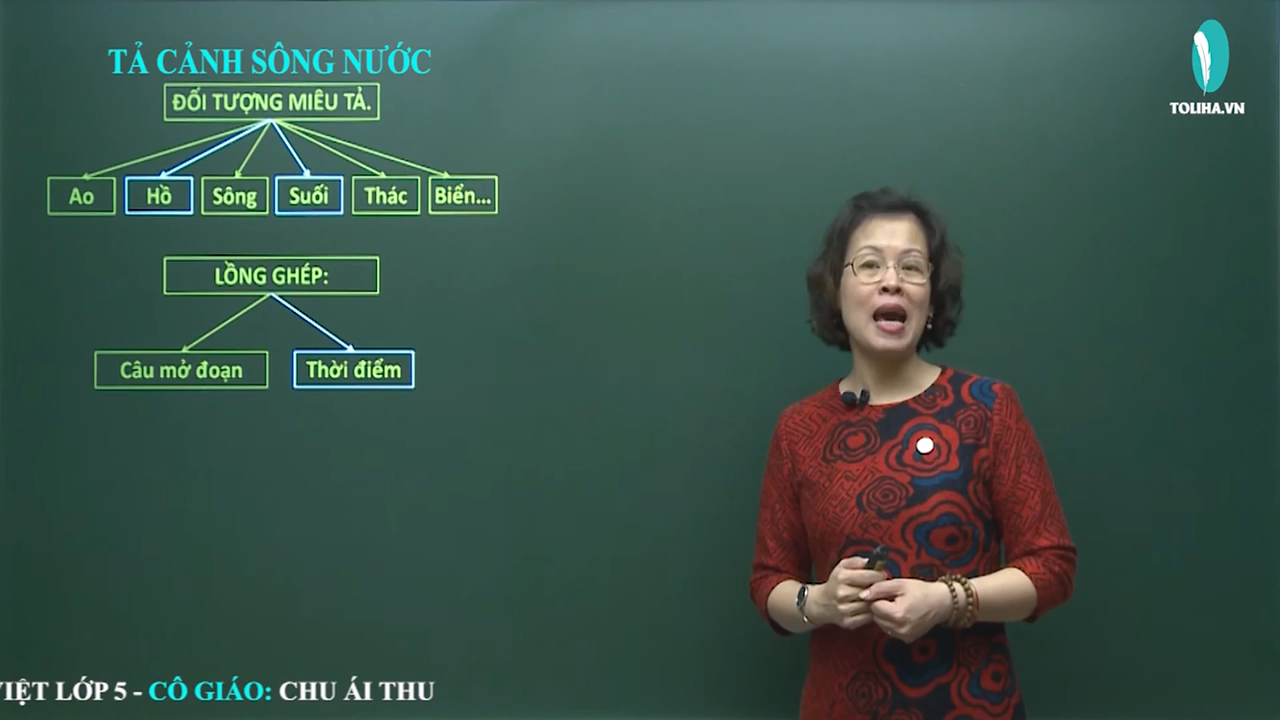 TẢ CẢNH SÔNG NƯỚC
ĐỐI TƯỢNG MIÊU TẢ.
Ao
Hồ
Sông
Suối
Thác
Biển...
LỒNG GHÉP:
Câu mở đoạn
Thời điểm
TOLIHA.VN
VIỆT LỚP 5 - CÔ GIÁO: CHU ÁI THU